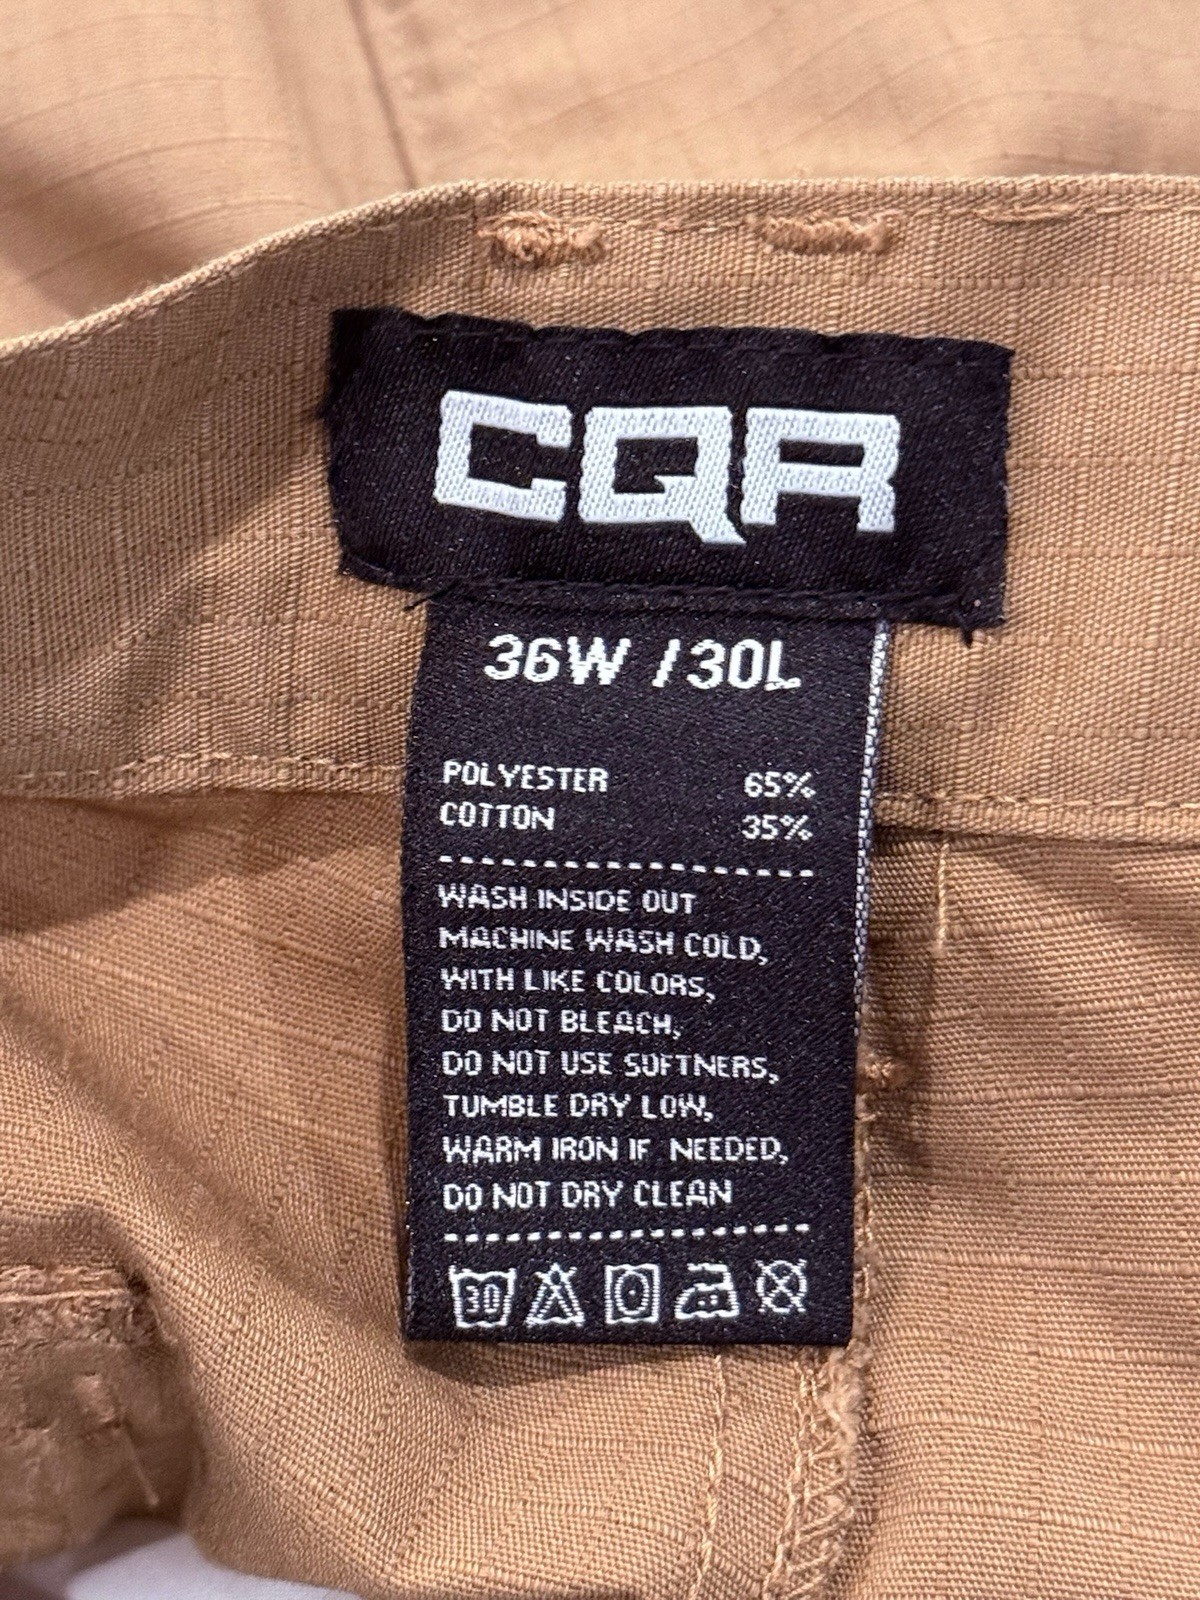 CQR
36W /30L
POLYESTER 65%
COTTON 35%
WASH INSIDE OUT
MACHINE WASH COLD,
WITH LIKE COLORS,
DO NOT BLEACH,
DO NOT USE SOFTNERS,
TUMBLE DRY LOW,
WARM IRON IF NEEDED,
DO NOT DRY CLEAN
30